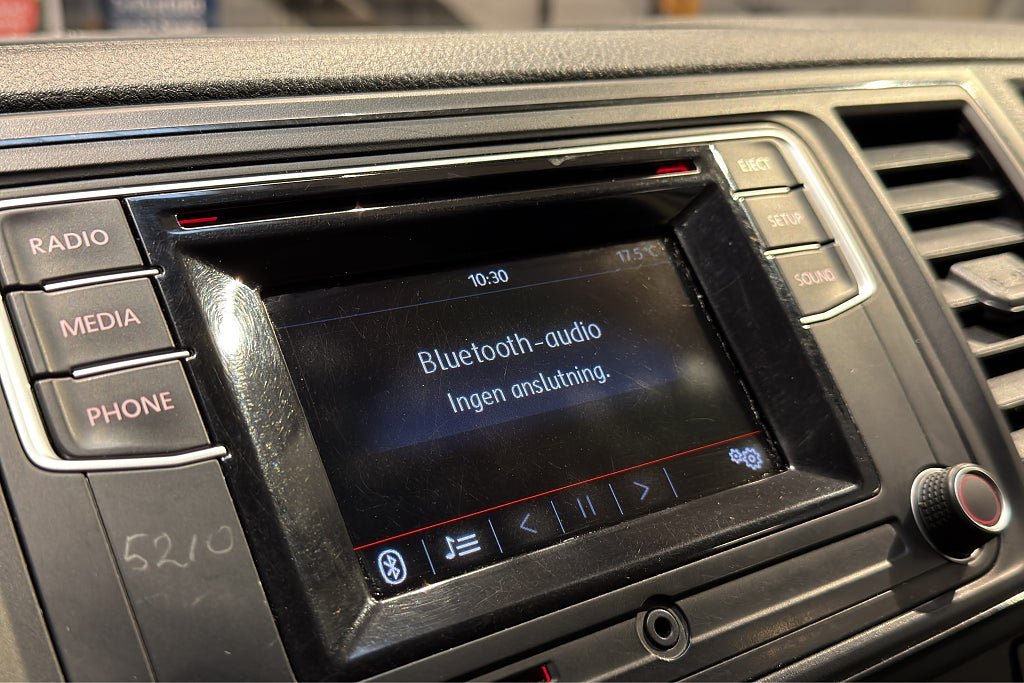 EJECT
SETUP
SOUND
RADIO
MEDIA
PHONE
10:30
17.5°C
Bluetooth-audio
Ingen anslutning.
5210